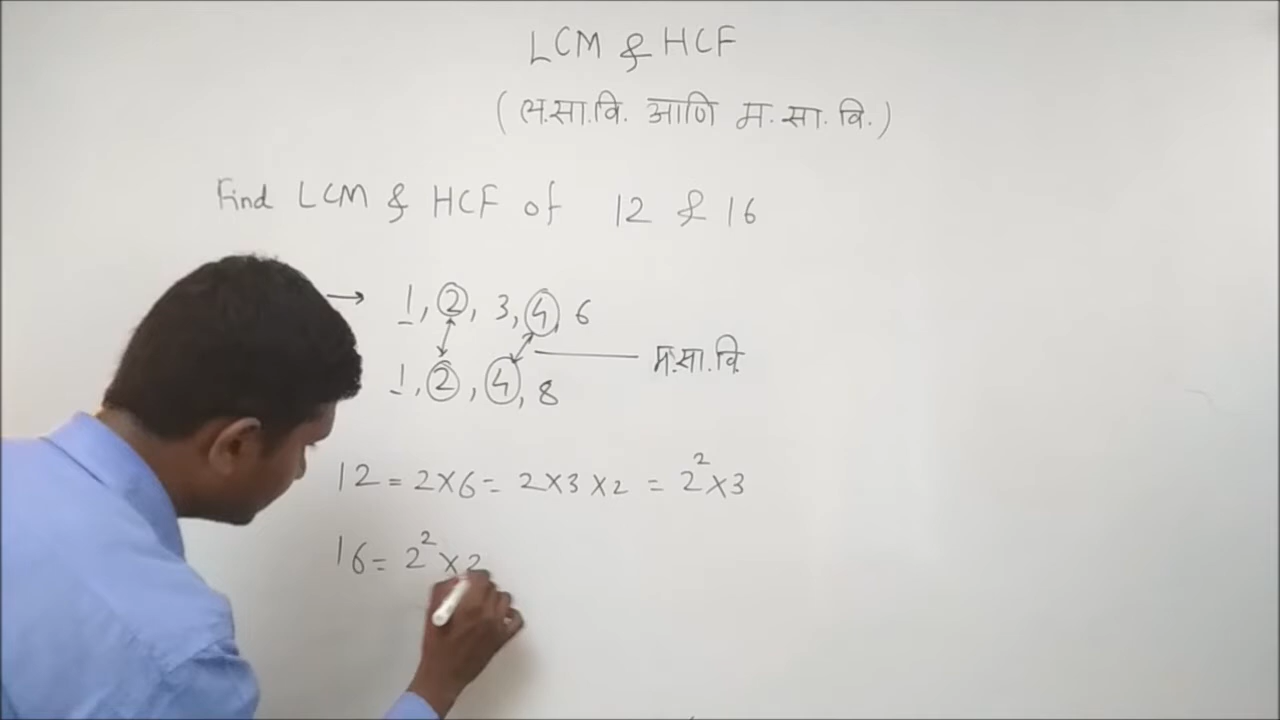 LCM & HCF
(ल.सा.वि. आणि म.सा.वि.)
Find LCM & HCF of 12 & 16
→ 1, 2, 3, 4, 6
म.सा.वि.
1, 2, 4, 8
12 = 2×6 = 2×3×2 = 2²×3
16 = 2²×2